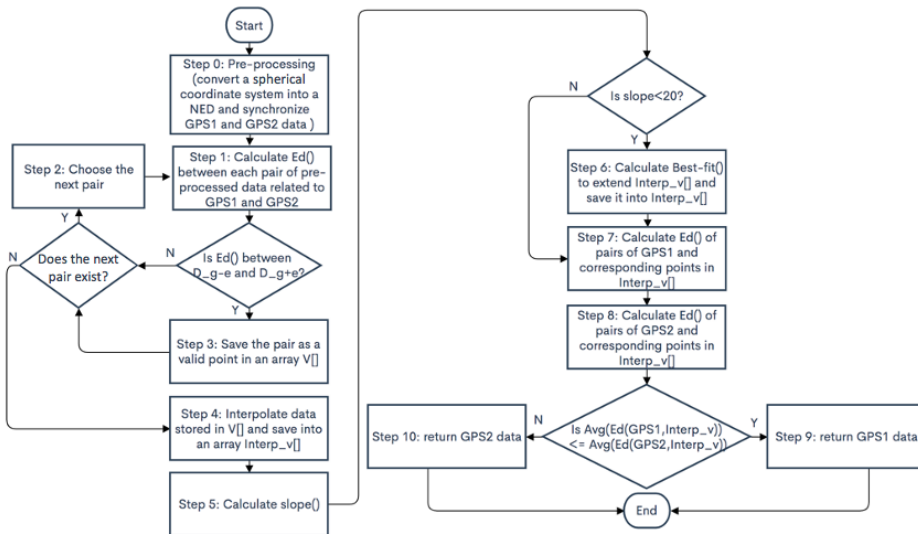 Start
Step 0: Pre-processing
(convert a spherical
coordinate system into a
NED and synchronize
GPS1 and GPS2 data )
Step 1: Calculate Ed()
between each pair of pre-
processed data related to
GPS1 and GPS2
Step 2: Choose the
next pair
Y
N
Does the next
pair exist?
N
Is Ed() between
D_g-e and D_g+e?
Y
Step 3: Save the pair as a
valid point in an array V[]
Step 4: Interpolate data
stored in V[] and save into
an array Interp_v[]
Step 5: Calculate slope()
N
Is slope<20?
Y
Step 6: Calculate Best-fit()
to extend Interp_v[] and
save it into Interp_v[]
Step 7: Calculate Ed() of
pairs of GPS1 and
corresponding points in
Interp_v[]
Step 8: Calculate Ed() of
pairs of GPS2 and
corresponding points in
Interp_v[]
N
Is Avg(Ed(GPS1,Interp_v))
<= Avg(Ed(GPS2,Interp_v))
Y
Step 10: return GPS2 data
Step 9: return GPS1 data
End